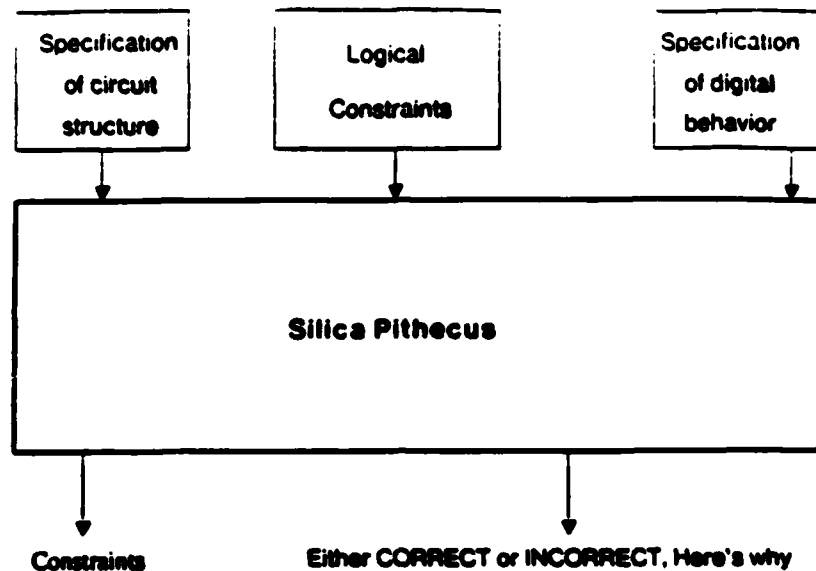 Specification
of circuit
structure
Logical
Constraints
Specification
of digital
behavior
Silica Pithecus
Constraints
Either CORRECT or INCORRECT, Here's why